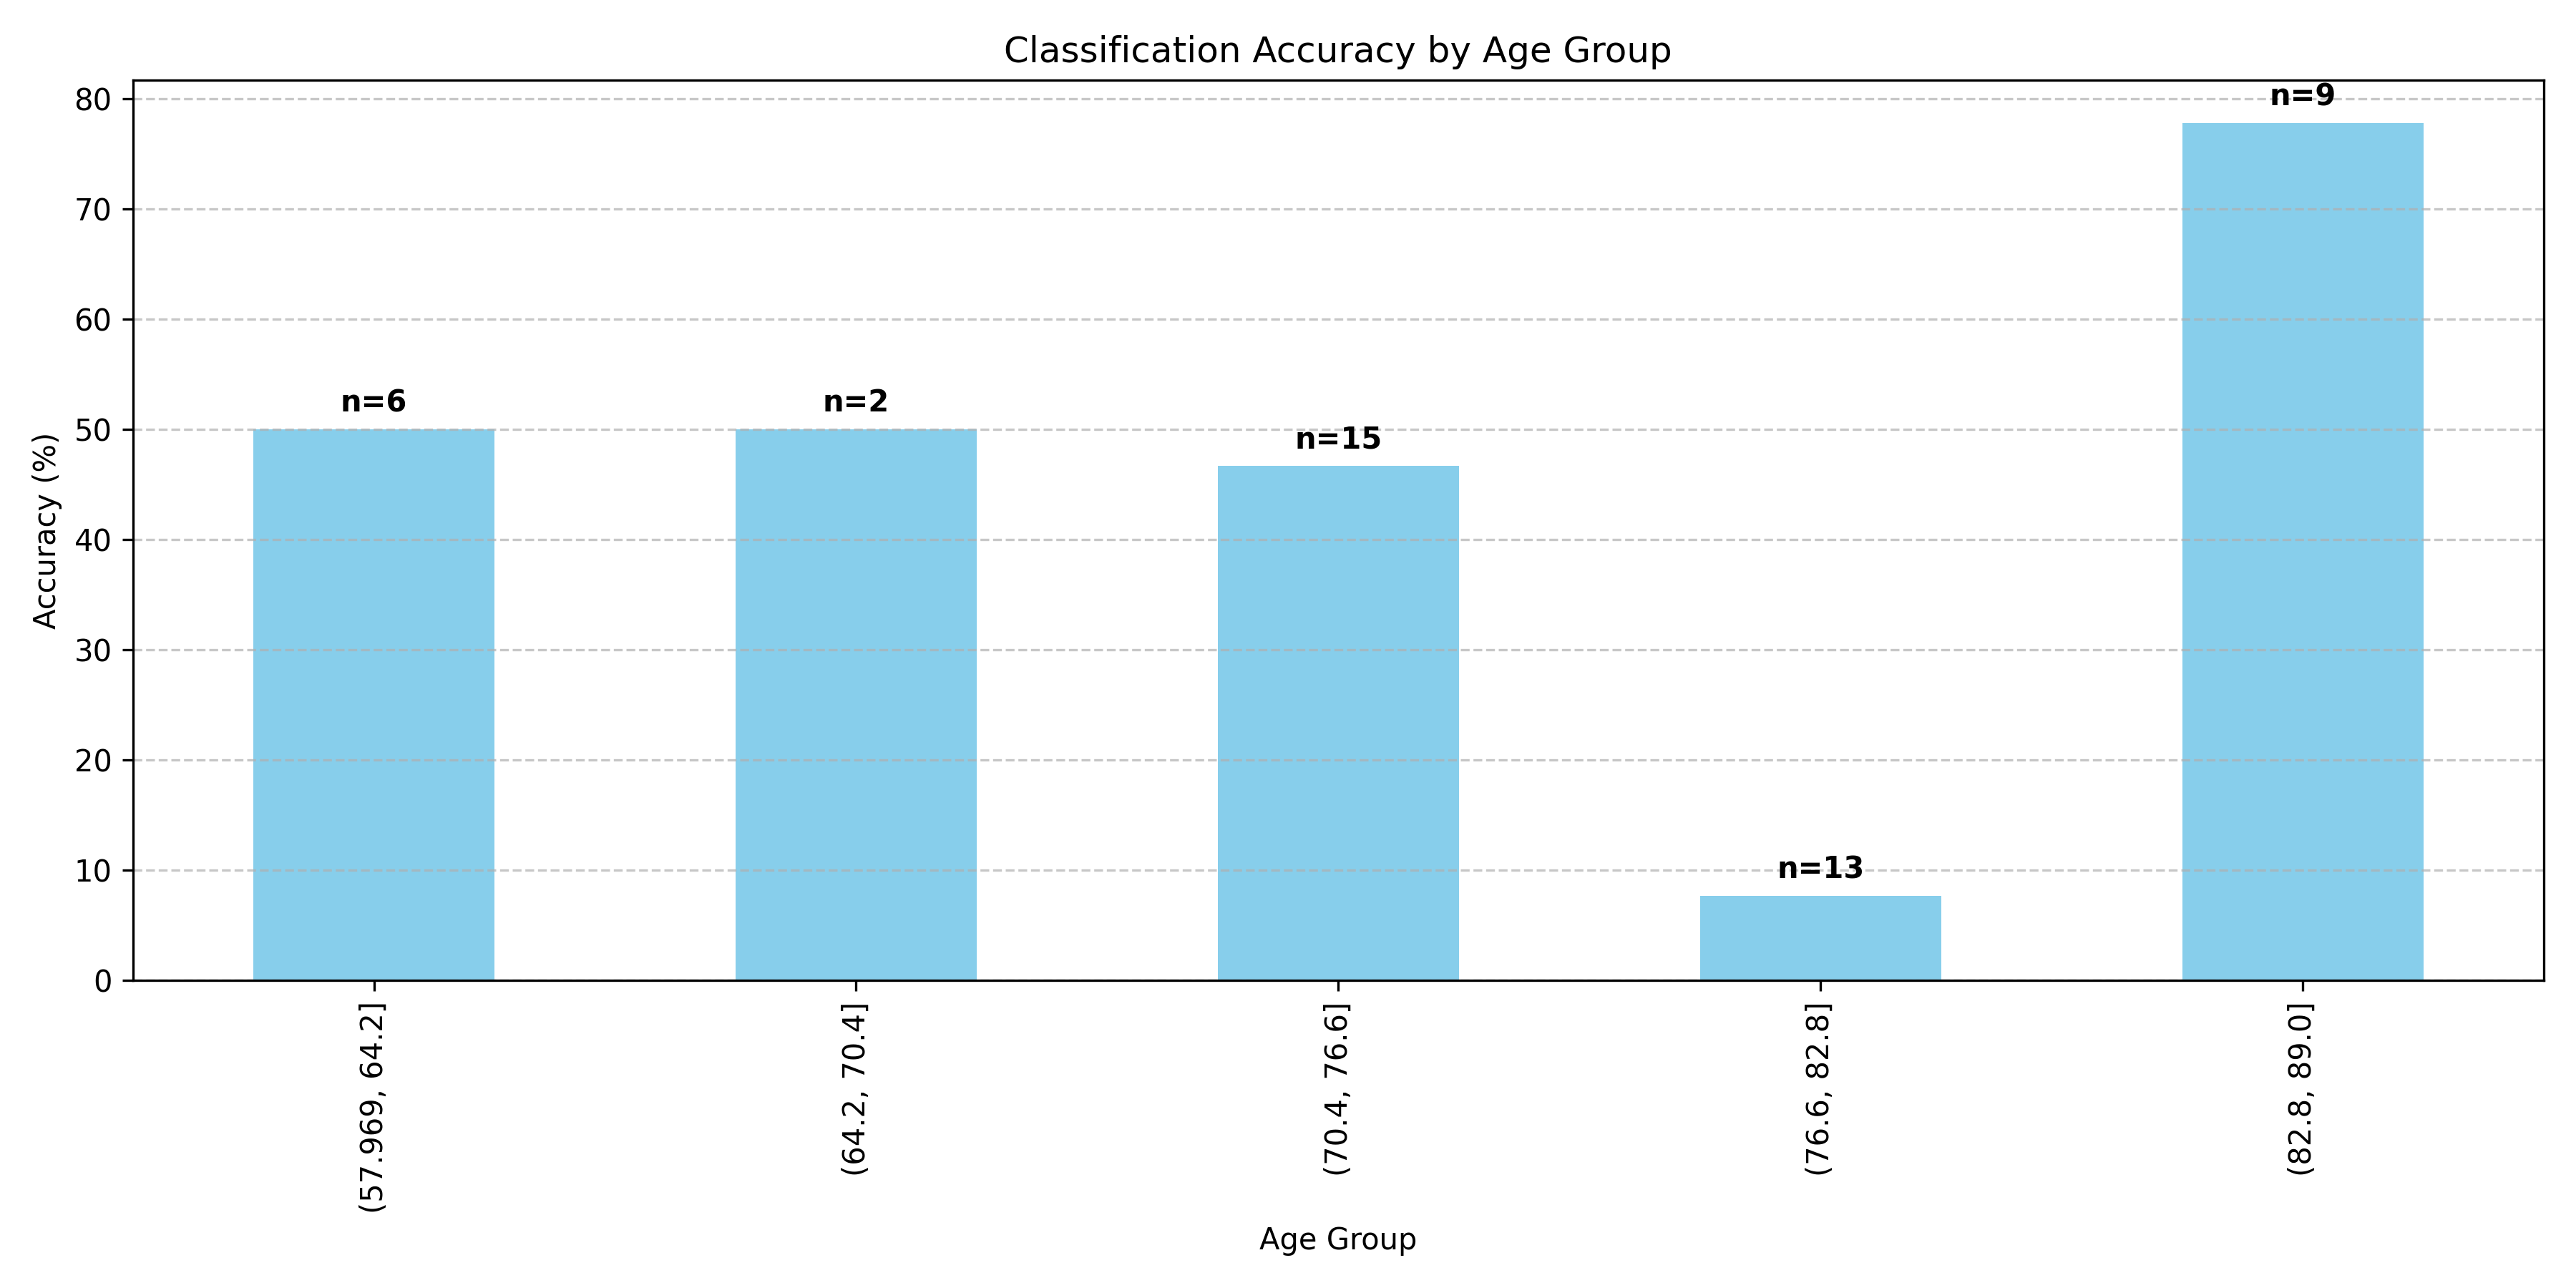 Classification Accuracy by Age Group
Accuracy (%)
80
70
60
50
40
30
20
10
0
n=6
n=2
n=15
n=13
n=9
(57.969, 64.2]
(64.2, 70.4]
(70.4, 76.6]
(76.6, 82.8]
(82.8, 89.0]
Age Group